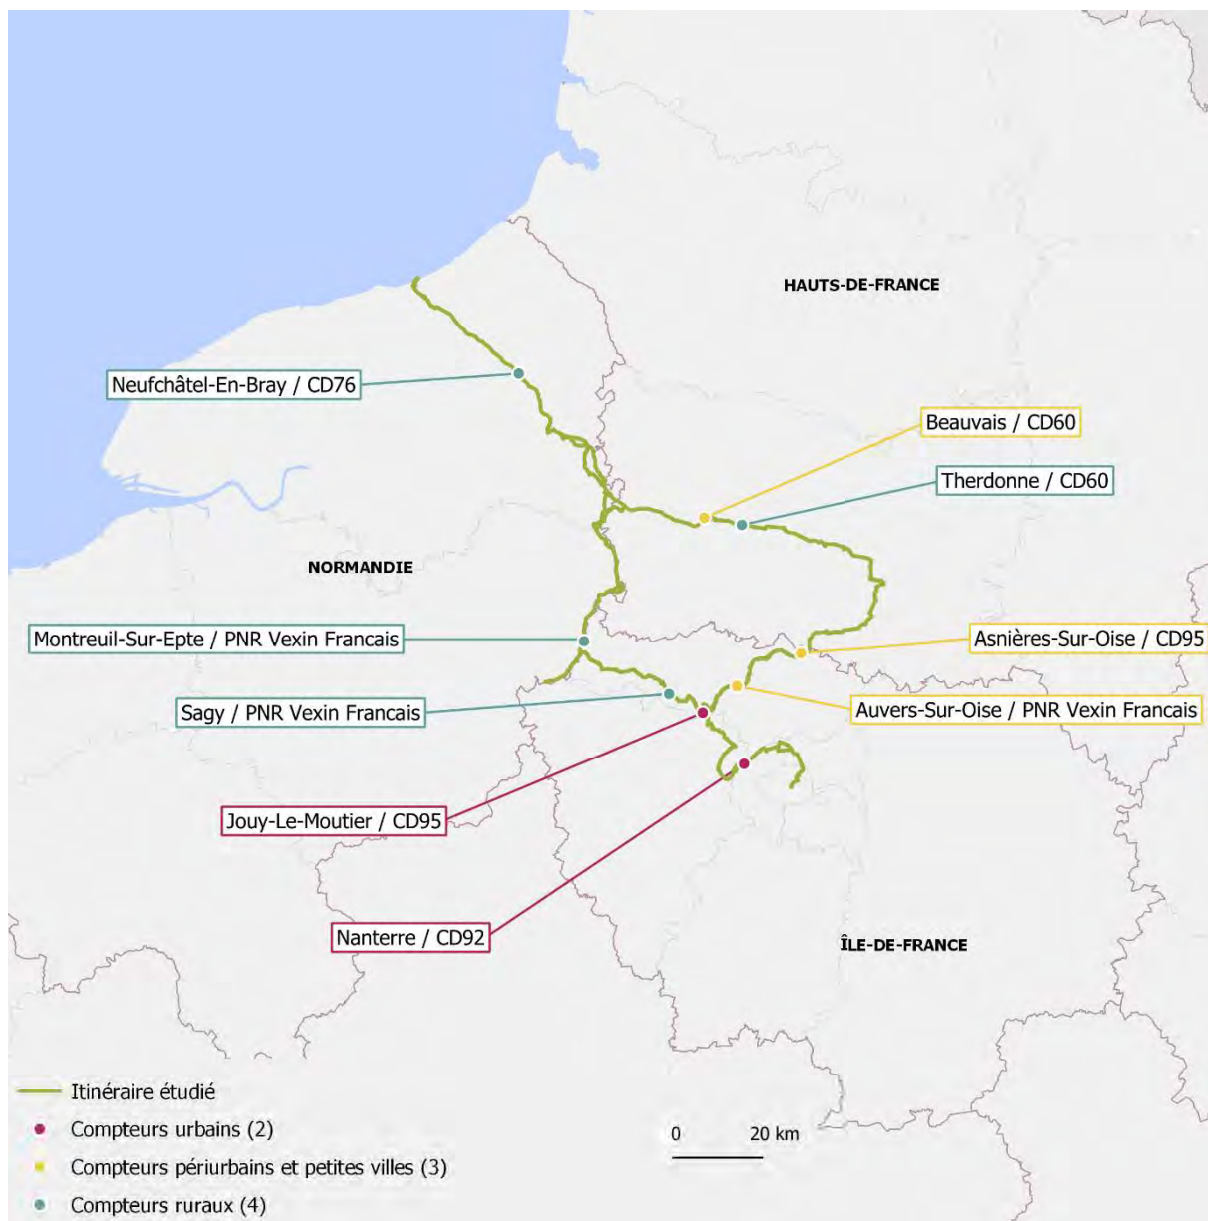 HAUTS-DE-FRANCE
Neufchâtel-En-Bray / CD76
Beauvais / CD60
Therdonne / CD60
NORMANDIE
Montreuil-Sur-Epte / PNR Vexin Francais
Asnières-Sur-Oise / CD95
Sagy / PNR Vexin Francais
Auvers-Sur-Oise / PNR Vexin Francais
Jouy-Le-Moutier / CD95
Nanterre / CD92
ÎLE-DE-FRANCE
Itinéraire étudié
Compteurs urbains (2)
Compteurs périurbains et petites villes (3)
Compteurs ruraux (4)
0 20 km